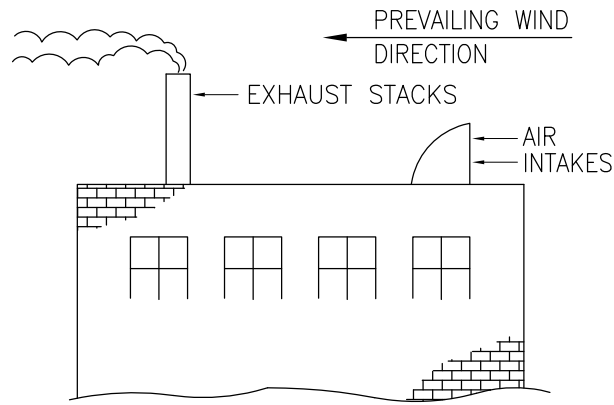 PREVAILING WIND
DIRECTION
EXHAUST STACKS
AIR
INTAKES